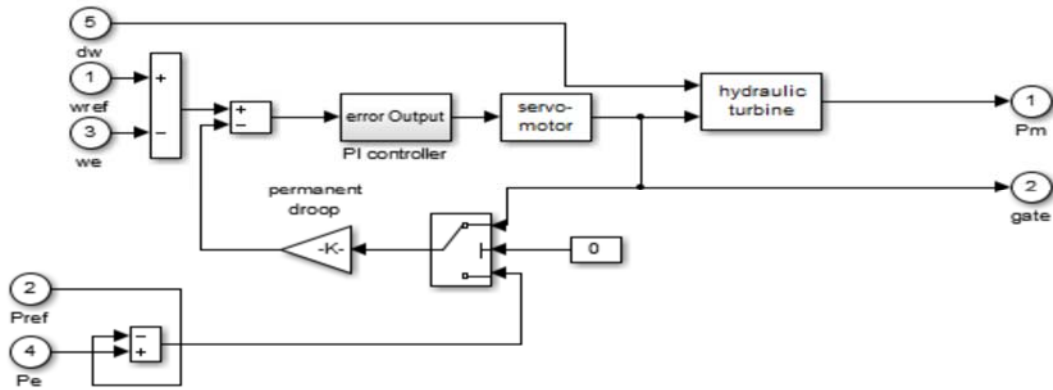 5
dw
1
wref
3
we
+
−
+
−
error Output
PI controller
servo-
motor
hydraulic
turbine
1
Pm
2
gate
permanent
droop
-K-
0
2
Pref
4
Pe
−
+